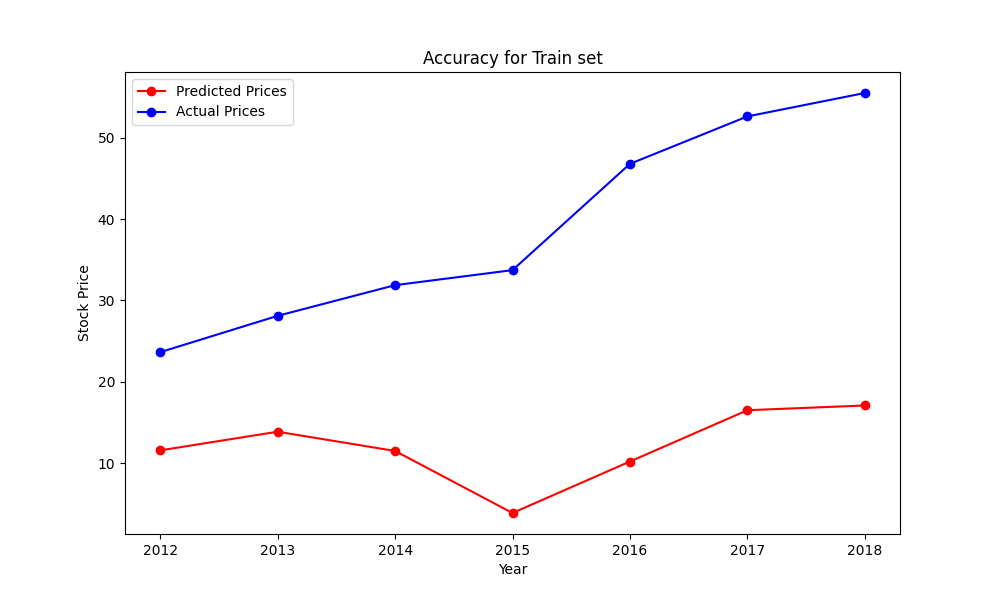 Accuracy for Train set
Predicted Prices
Actual Prices
Stock Price
50
40
30
20
10
2012 2013 2014 2015 2016 2017 2018
Year